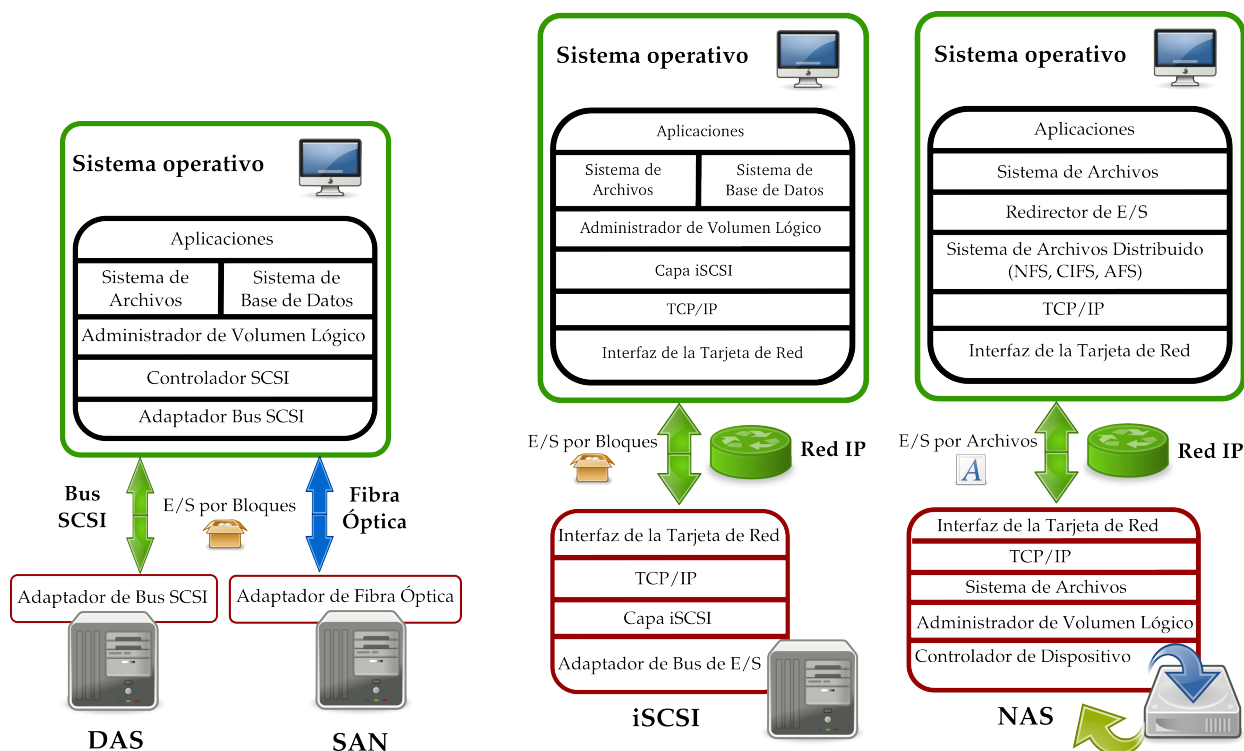 Sistema operativo
Aplicaciones
Sistema de
Archivos
Sistema de
Base de Datos
Administrador de Volumen Lógico
Controlador SCSI
Adaptador Bus SCSI
Bus
SCSI
E/S por Bloques
Fibra
Óptica
Adaptador de Bus SCSI
Adaptador de Fibra Óptica
DAS
SAN
Sistema operativo
Aplicaciones
Sistema de
Archivos
Sistema de
Base de Datos
Administrador de Volumen Lógico
Capa iSCSI
TCP/IP
Interfaz de la Tarjeta de Red
E/S por Bloques
Red IP
Interfaz de la Tarjeta de Red
TCP/IP
Capa iSCSI
Adaptador de Bus de E/S
iSCSI
Sistema operativo
Aplicaciones
Sistema de Archivos
Redirector de E/S
Sistema de Archivos Distribuido
(NFS, CIFS, AFS)
TCP/IP
Interfaz de la Tarjeta de Red
E/S por Archivos
A
Red IP
Interfaz de la Tarjeta de Red
TCP/IP
Sistema de Archivos
Administrador de Volumen Lógico
Controlador de Dispositivo
NAS